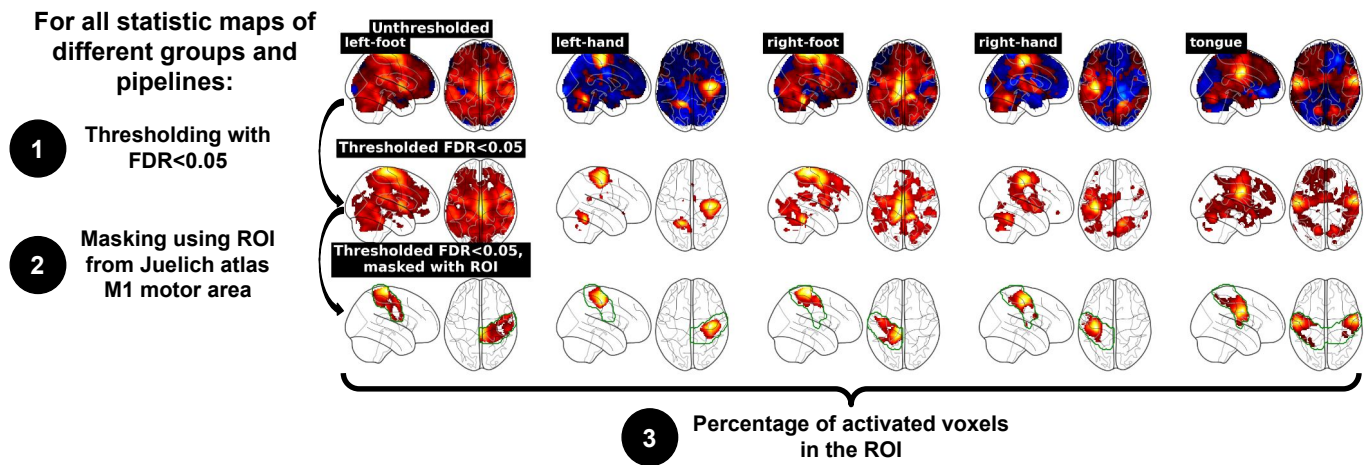 For all statistic maps of
different groups and
pipelines:
Unthresholded
left-foot
left-hand
right-foot
right-hand
tongue
1
Thresholding with
FDR<0.05
Thresholded FDR<0.05
2
Masking using ROI
from Juelich atlas
M1 motor area
Thresholded FDR<0.05,
masked with ROI
3
Percentage of activated voxels
in the ROI